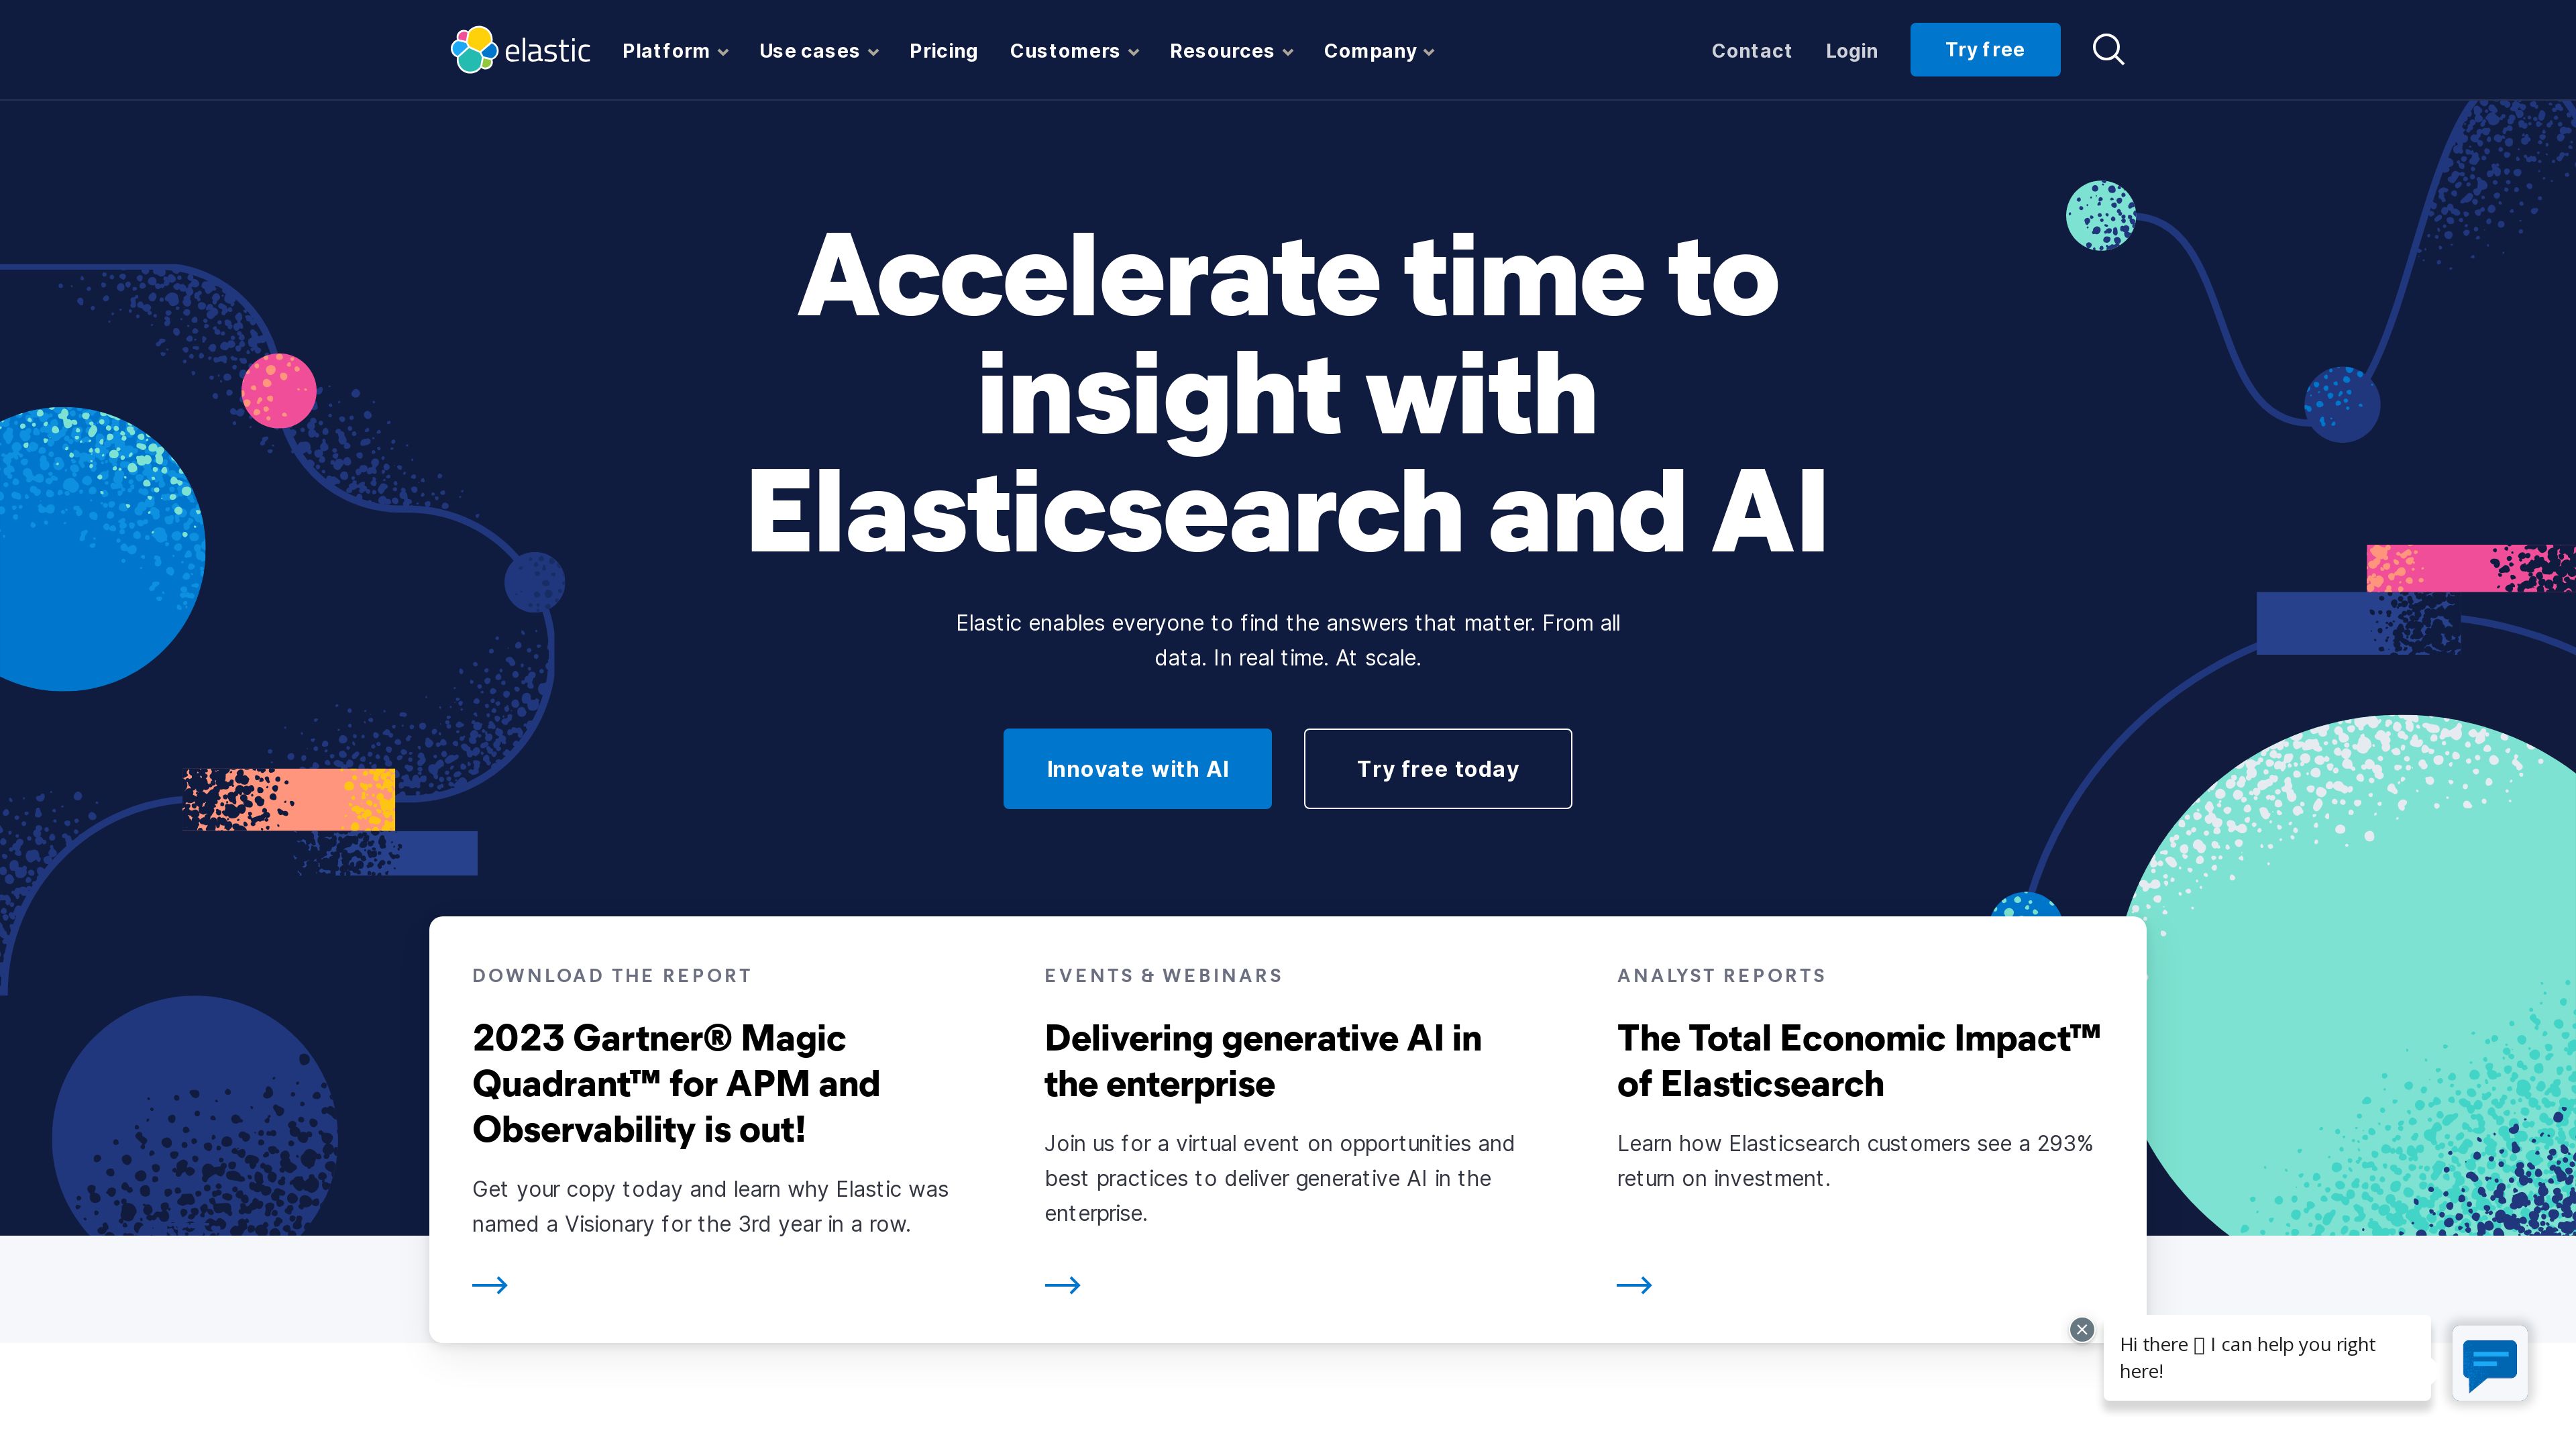 elastic Platform Use cases Pricing Customers Resources Company Contact Login Try free
Accelerate time to
insight with
Elasticsearch and AI
Elastic enables everyone to find the answers that matter. From all
data. In real time. At scale.
Innovate with AI Try free today
DOWNLOAD THE REPORT
2023 Gartner® Magic
Quadrant™ for APM and
Observability is out!
Get your copy today and learn why Elastic was
named a Visionary for the 3rd year in a row.
EVENTS & WEBINARS
Delivering generative AI in
the enterprise
Join us for a virtual event on opportunities and
best practices to deliver generative AI in the
enterprise.
ANALYST REPORTS
The Total Economic Impact™
of Elasticsearch
Learn how Elasticsearch customers see a 293%
return on investment.
Hi there I can help you right
here!